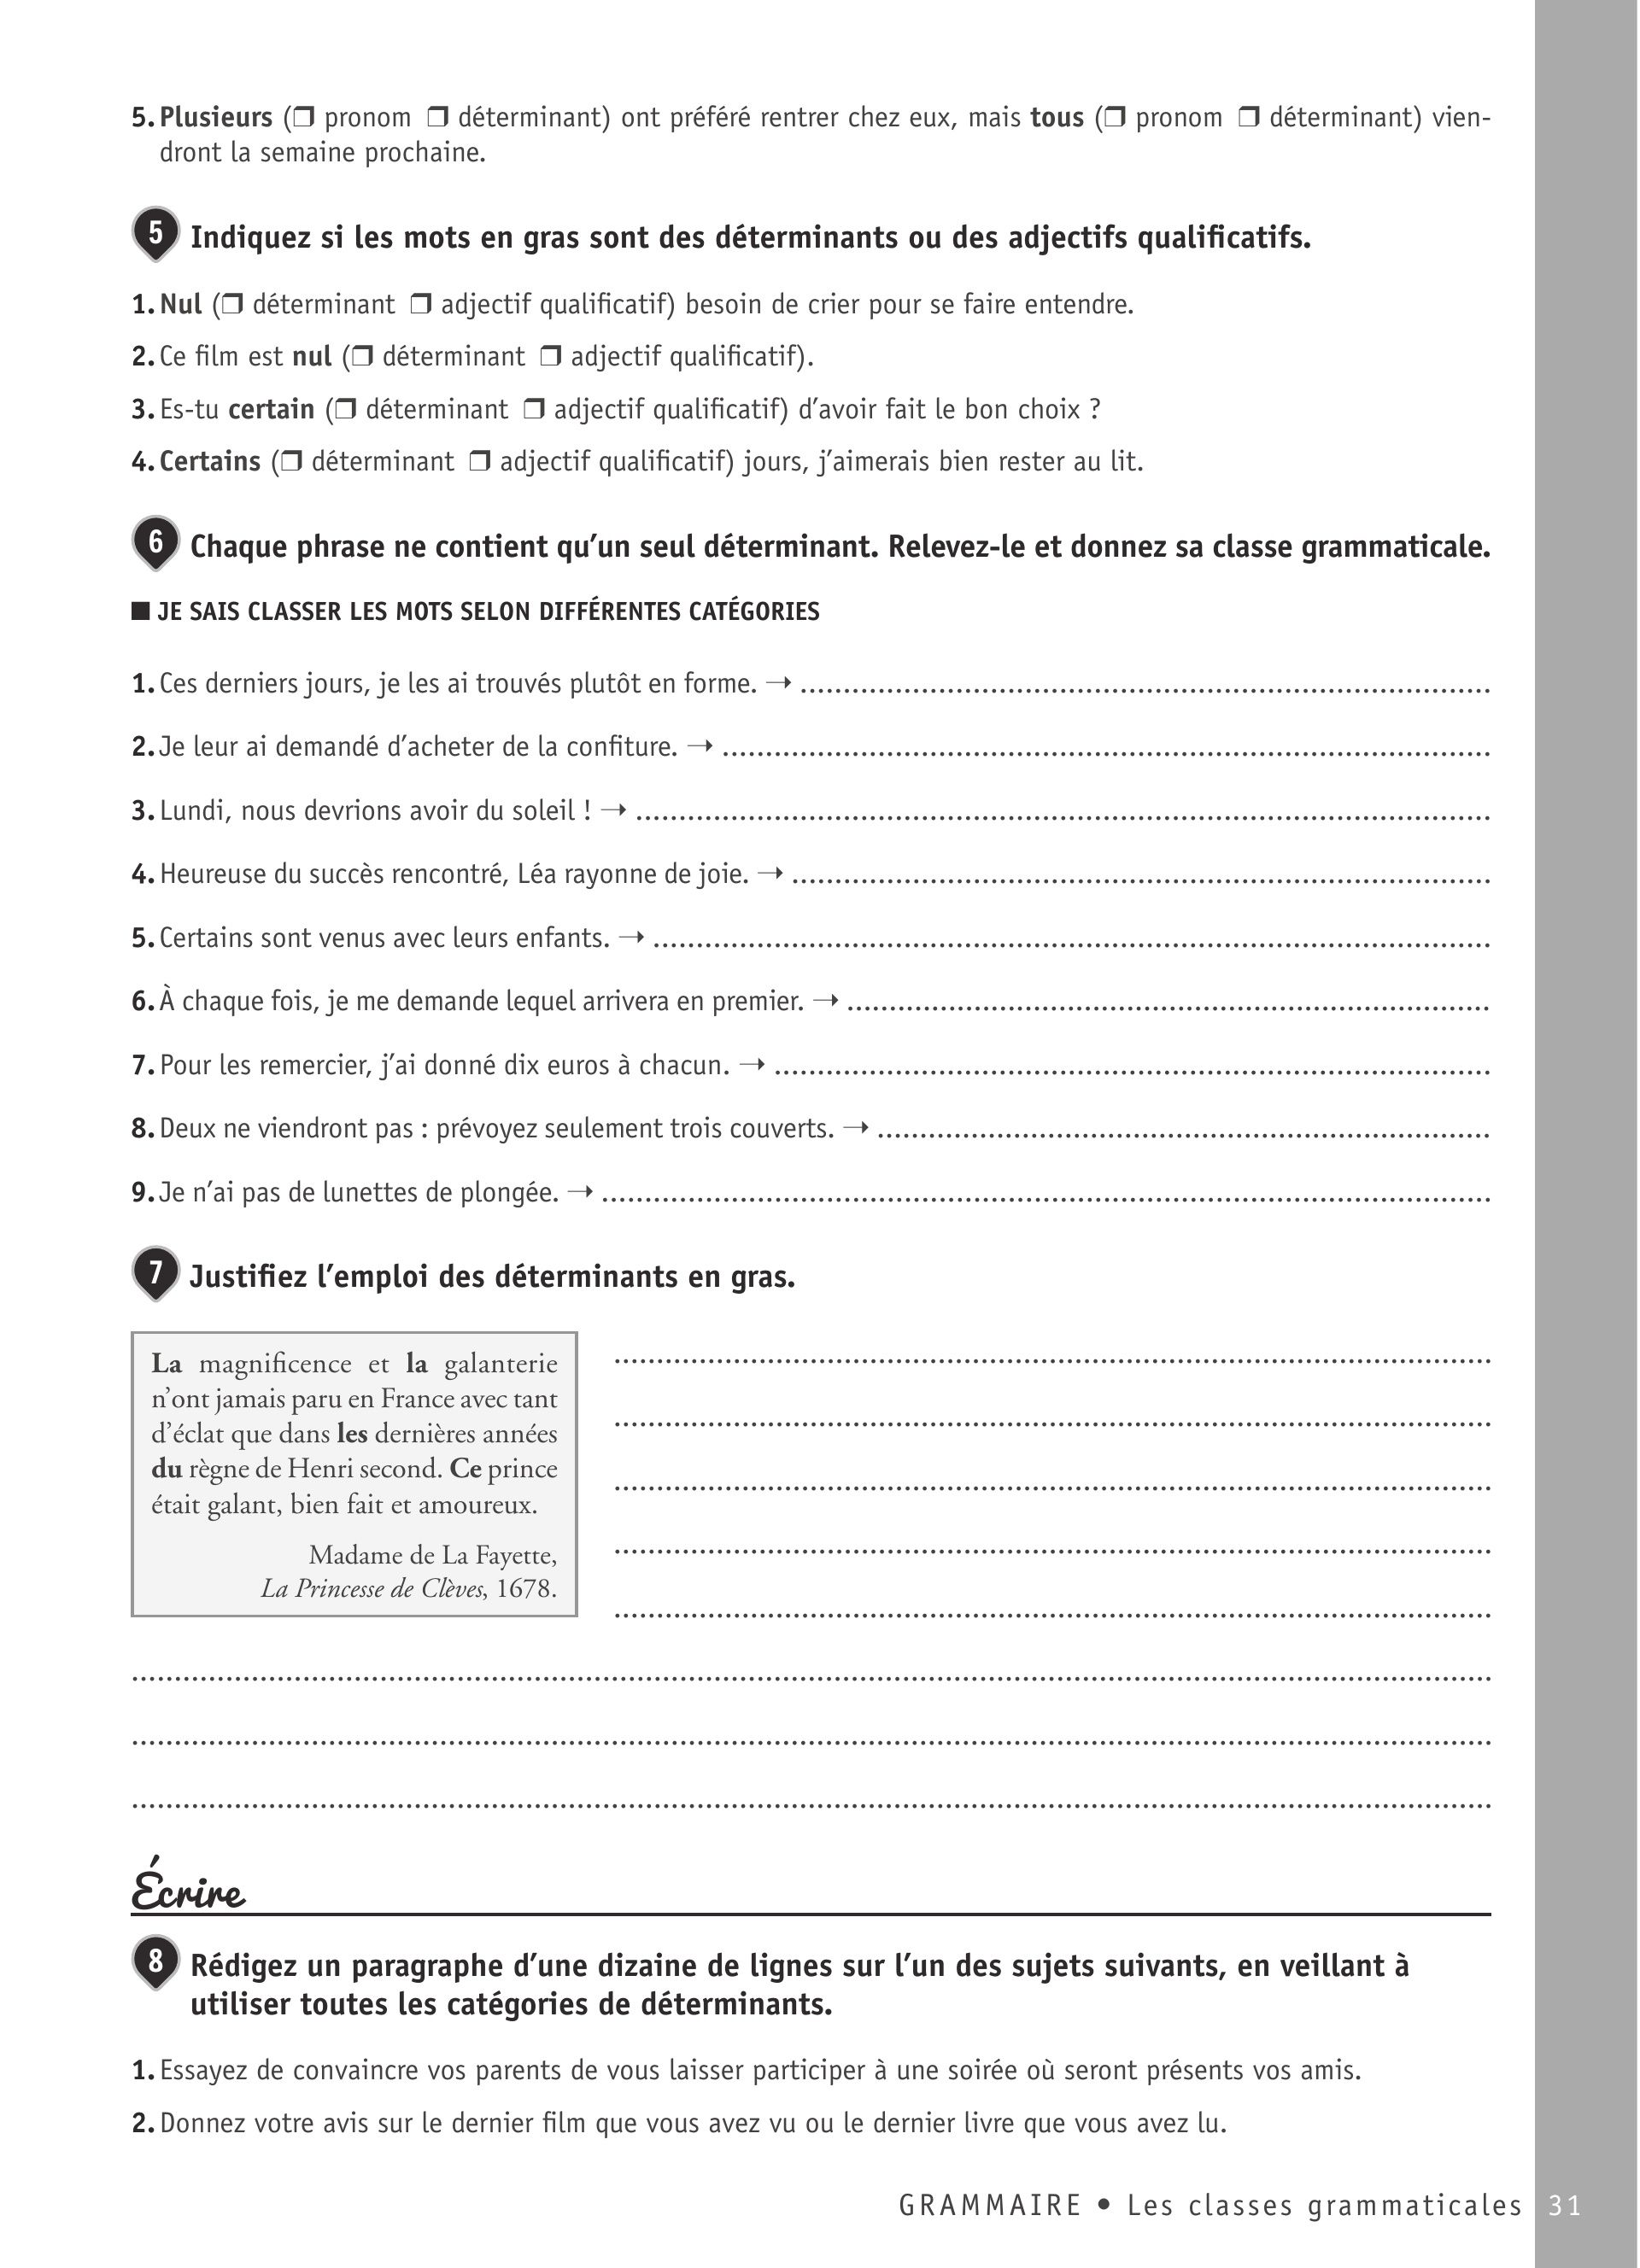 5. Plusieurs (❒ pronom ❒ déterminant) ont préféré rentrer chez eux, mais tous (❒ pronom ❒ déterminant) vien-
dront la semaine prochaine.
5 Indiquez si les mots en gras sont des déterminants ou des adjectifs qualificatifs.
1. Nul (❒ déterminant ❒ adjectif qualificatif) besoin de crier pour se faire entendre.
2. Ce film est nul (❒ déterminant ❒ adjectif qualificatif).
3. Es-tu certain (❒ déterminant ❒ adjectif qualificatif) d’avoir fait le bon choix ?
4. Certains (❒ déterminant ❒ adjectif qualificatif) jours, j’aimerais bien rester au lit.
6 Chaque phrase ne contient qu’un seul déterminant. Relevez-le et donnez sa classe grammaticale.
■ JE SAIS CLASSER LES MOTS SELON DIFFÉRENTES CATÉGORIES
1. Ces derniers jours, je les ai trouvés plutôt en forme. → ..........
2. Je leur ai demandé d’acheter de la confiture. → ..........
3. Lundi, nous devrions avoir du soleil ! → ..........
4. Heureuse du succès rencontré, Léa rayonne de joie. → ..........
5. Certains sont venus avec leurs enfants. → ..........
6. À chaque fois, je me demande lequel arrivera en premier. → ..........
7. Pour les remercier, j’ai donné dix euros à chacun. → ..........
8. Deux ne viendront pas : prévoyez seulement trois couverts. → ..........
9. Je n’ai pas de lunettes de plongée. → ..........
7 Justifiez l’emploi des déterminants en gras.
La magnificence et la galanterie
n’ont jamais paru en France avec tant
d’éclat que dans les dernières années
du règne de Henri second. Ce prince
était galant, bien fait et amoureux.
Madame de La Fayette,
La Princesse de Clèves, 1678.
Écrire
8 Rédigez un paragraphe d’une dizaine de lignes sur l’un des sujets suivants, en veillant à
utiliser toutes les catégories de déterminants.
1. Essayez de convaincre vos parents de vous laisser participer à une soirée où seront présents vos amis.
2. Donnez votre avis sur le dernier film que vous avez vu ou le dernier livre que vous avez lu.
GRAMMAIRE • Les classes grammaticales 31